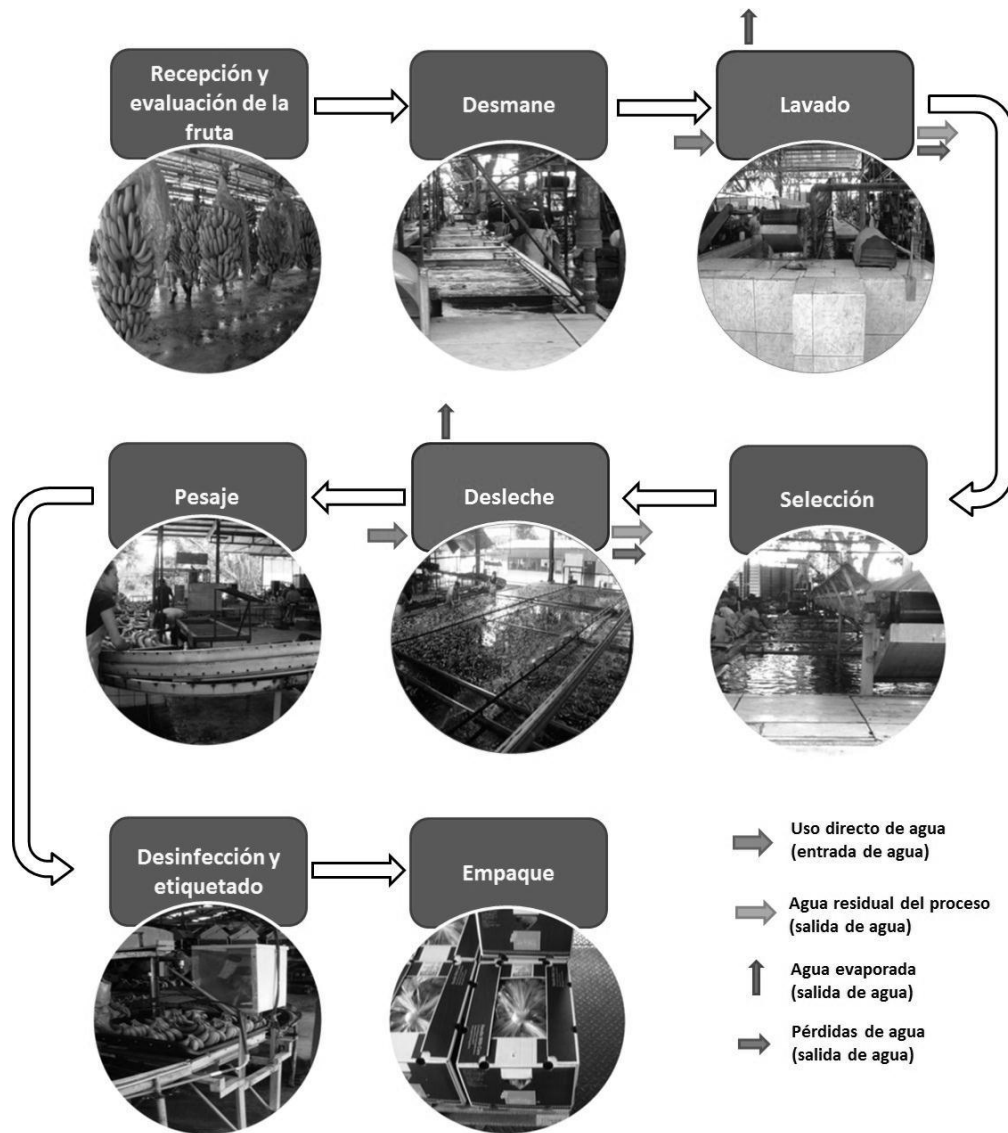 Recepción y
evaluación de la
fruta
Desmane
Lavado
Pesaje
Desleche
Selección
Desinfección y
etiquetado
Empaque
Uso directo de agua
(entrada de agua)
Agua residual del proceso
(salida de agua)
Agua evaporada
(salida de agua)
Pérdidas de agua
(salida de agua)